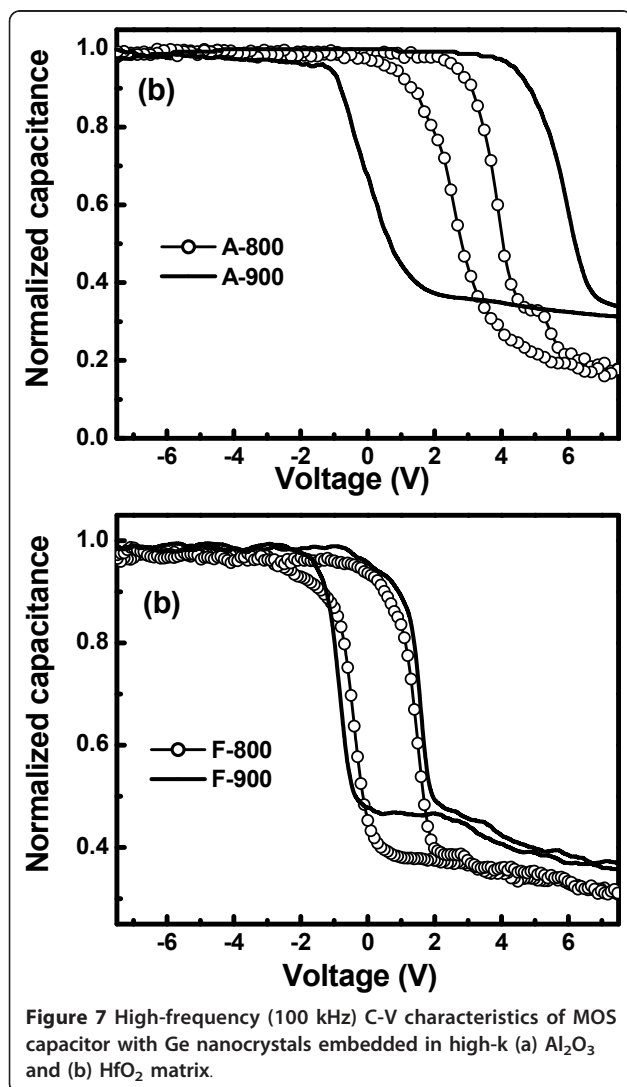 1.0
(b)
0.8
0.6
A-800
A-900
0.4
0.2
0.0
-6 -4 -2 0 2 4 6
Normalized capacitance
Voltage (V)
1.0
(b)
0.8
0.6
F-800
F-900
0.4
-6 -4 -2 0 2 4 6
Normalized capacitance
Voltage (V)
Figure 7 High-frequency (100 kHz) C-V characteristics of MOS
capacitor with Ge nanocrystals embedded in high-k (a) Al₂O₃
and (b) HfO₂ matrix.